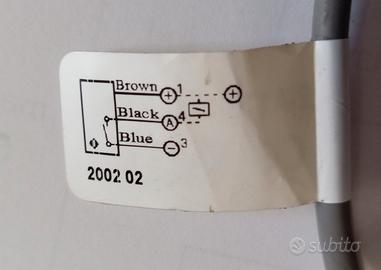 Brown + 1 +
Black A 4
Blue - 3
2002.02
subito